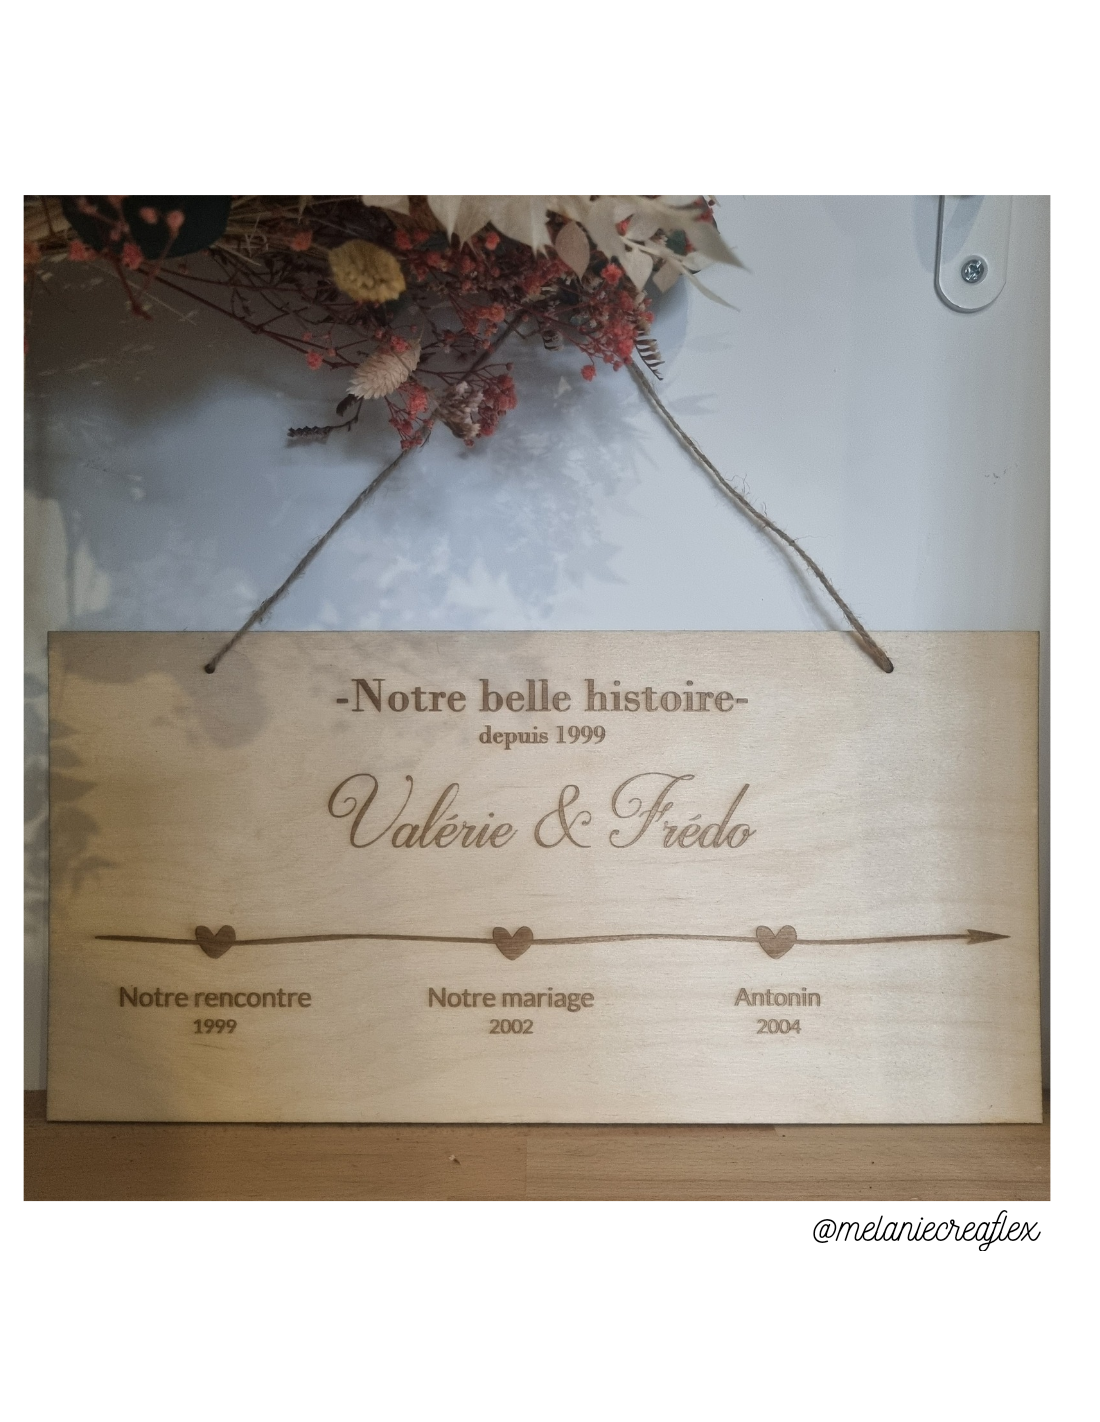 -Notre belle histoire-
depuis 1999
Valérie & Frédo
Notre rencontre
1999
Notre mariage
2002
Antonin
2004
@melaniecreaflex